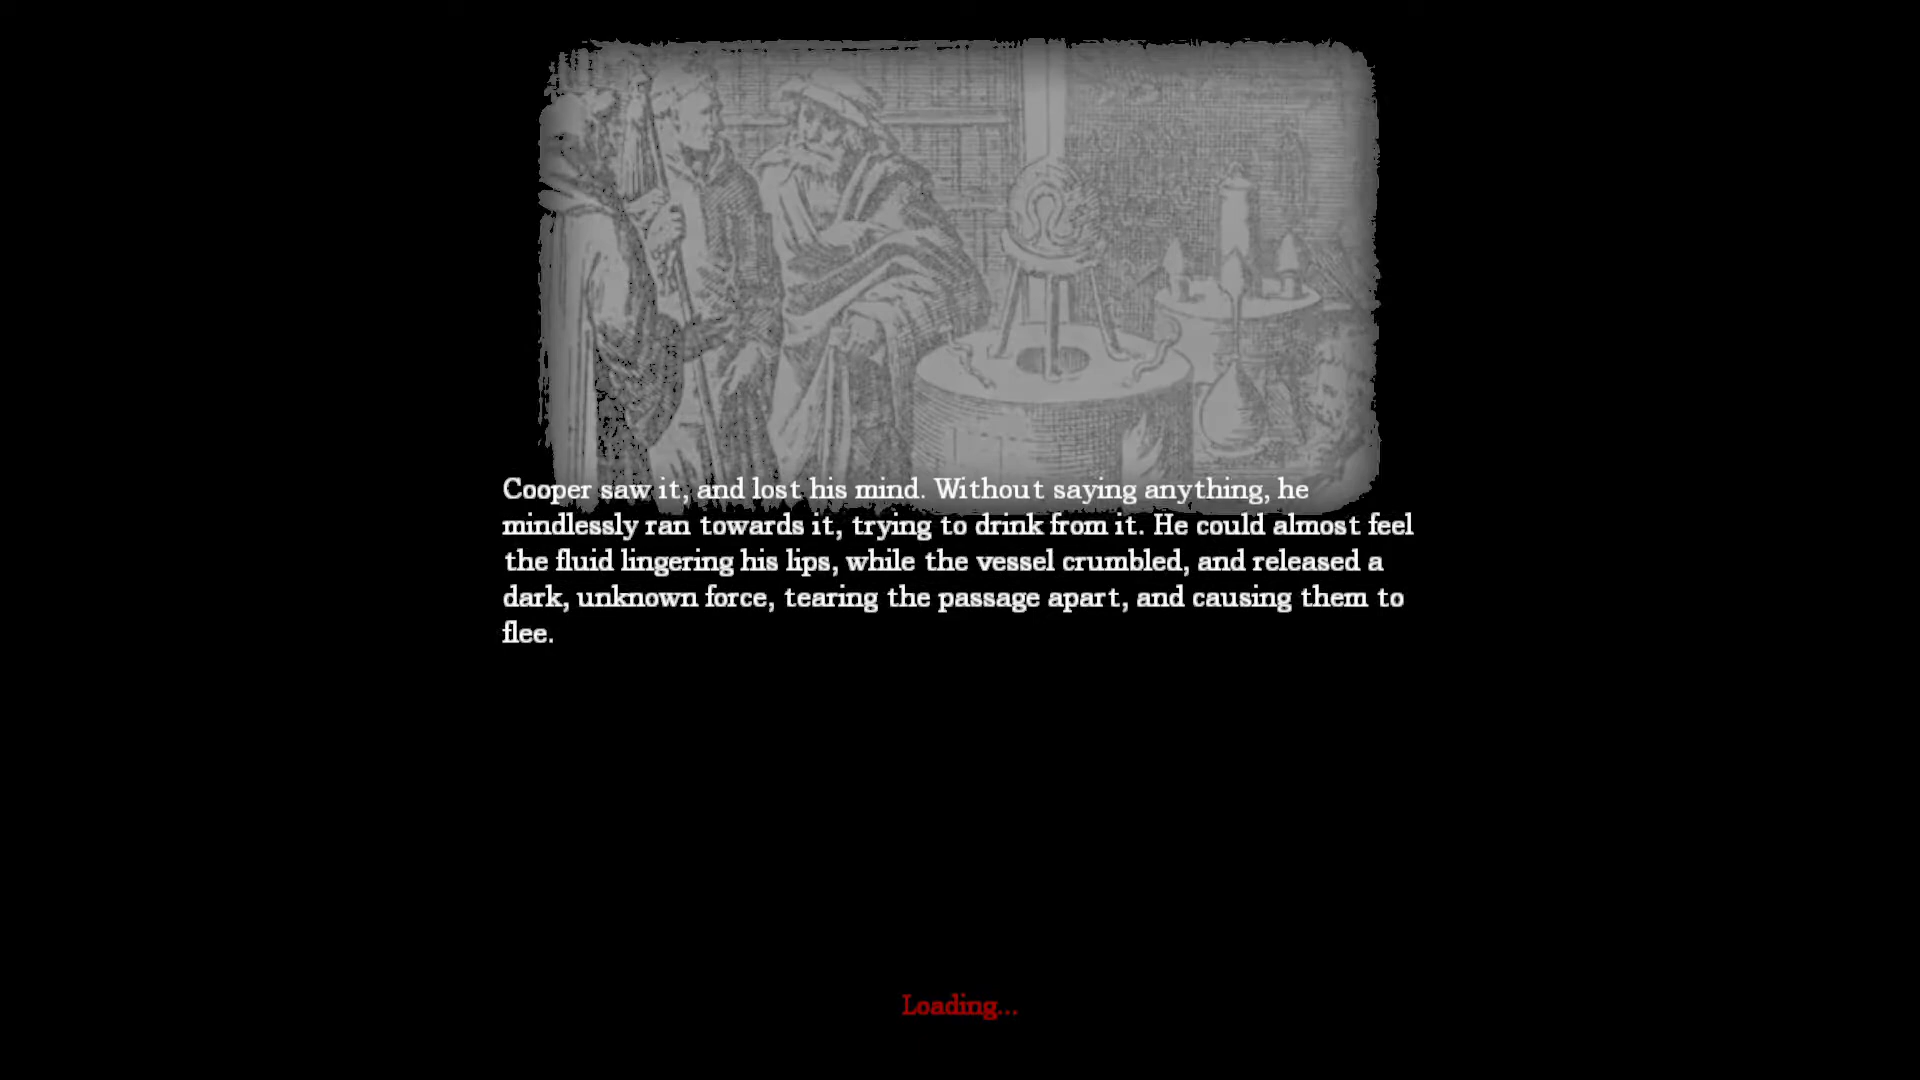 Cooper saw it, and lost his mind. Without saying anything, he
mindlessly ran towards it, trying to drink from it. He could almost feel
the fluid lingering his lips, while the vessel crumbled, and released a
dark, unknown force, tearing the passage apart, and causing them to
flee.
Loading...